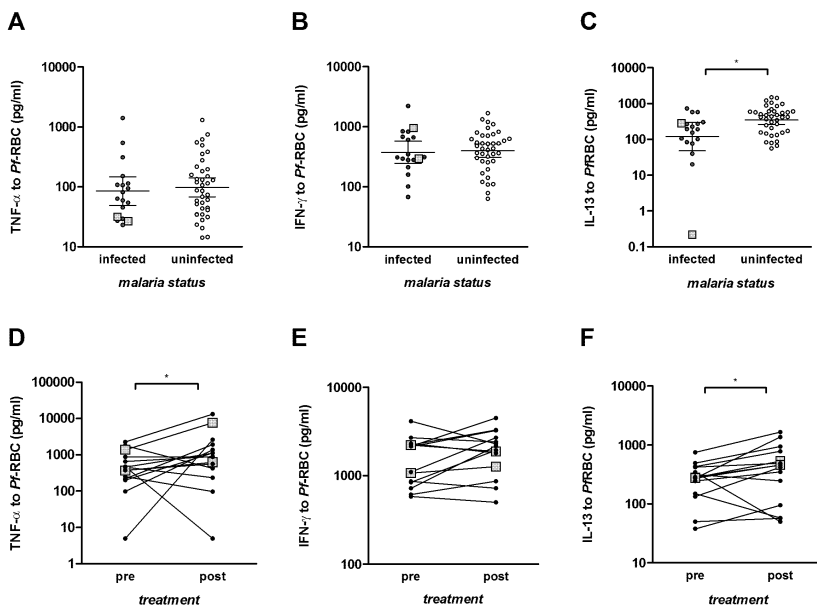 A
TNF-α to Pf-RBC (pg/ml)
10000
1000
100
10
infected uninfected
malaria status
B
IFN-γ to Pf-RBC (pg/ml)
10000
1000
100
10
infected uninfected
malaria status
C
IL-13 to PfRBC (pg/ml)
10000
1000
100
10
1
0.1
*
infected uninfected
malaria status
D
TNF-α to Pf-RBC (pg/ml)
100000
10000
1000
100
10
1
*
pre post
treatment
E
IFN-γ to Pf-RBC (pg/ml)
10000
1000
100
pre post
treatment
F
IL-13 to PfRBC (pg/ml)
10000
1000
100
10
*
pre post
treatment